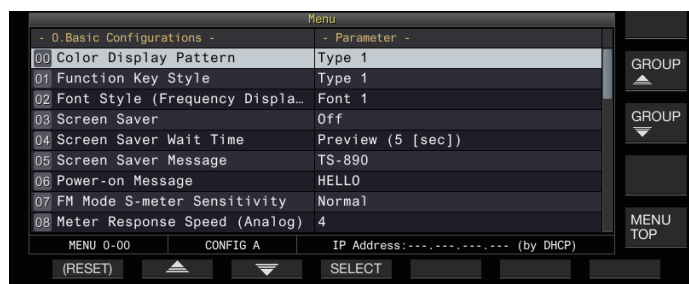 Menu
- 0.Basic Configurations - - Parameter -
00 Color Display Pattern Type 1
01 Function Key Style Type 1
02 Font Style (Frequency Displa… Font 1
03 Screen Saver Off
04 Screen Saver Wait Time Preview (5 [sec])
05 Screen Saver Message TS-890
06 Power-on Message HELLO
07 FM Mode S-meter Sensitivity Normal
08 Meter Response Speed (Analog) 4
MENU 0-00 CONFIG A IP Address:---.---.---.--- (by DHCP)
(RESET) SELECT
GROUP
GROUP
MENU
TOP